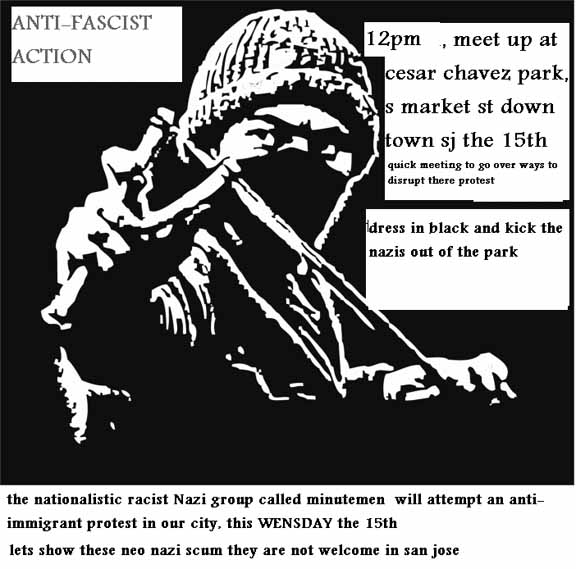 ANTI-FASCIST
ACTION
12pm , meet up at
cesar chavez park,
s market st down
town sj the 15th
quick meeting to go over ways to
disrupt there protest
dress in black and kick the
nazis out of the park
the nationalistic racist Nazi group called minutemen will attempt an anti-
immigrant protest in our city, this WENSDAY the 15th
lets show these neo nazi scum they are not welcome in san jose